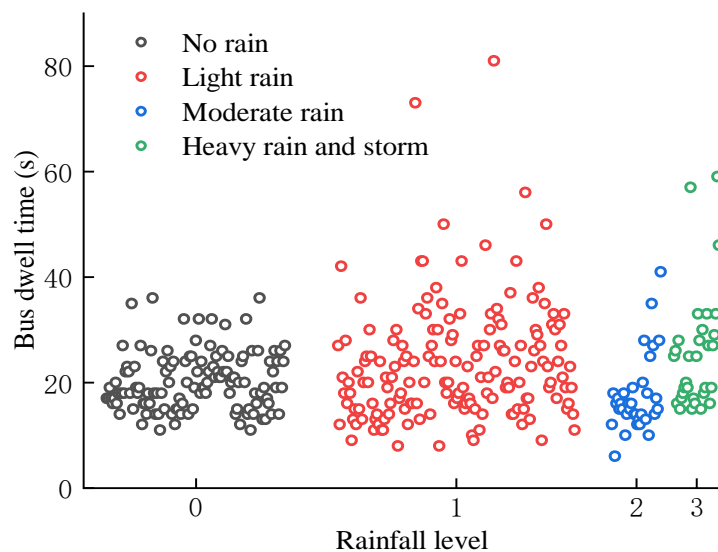 No rain
Light rain
Moderate rain
Heavy rain and storm
Bus dwell time (s)
80
60
40
20
0
0 1 2 3
Rainfall level